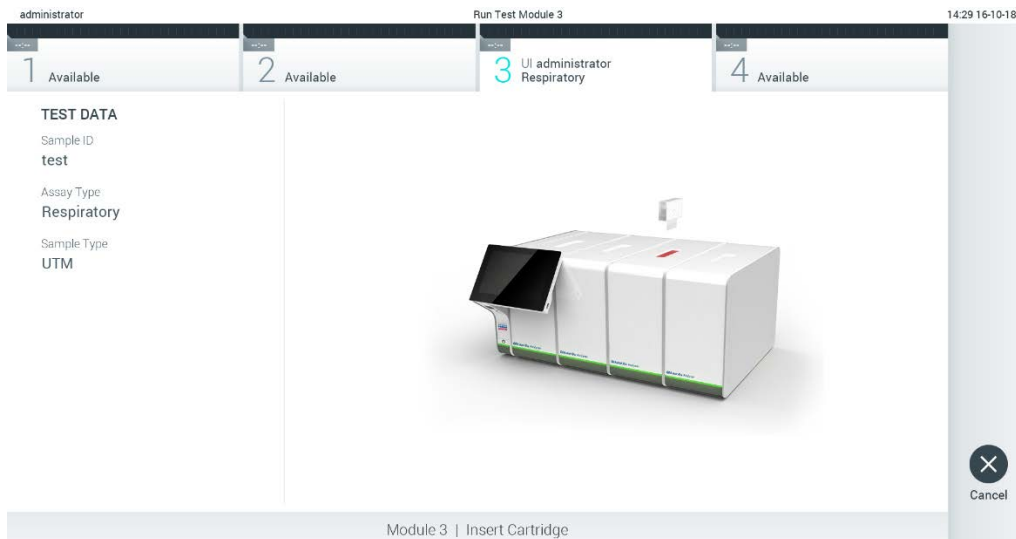 administrator
Run Test Module 3
14:29 16-10-18
--:--
1 Available
--:--
2 Available
--:--
3 UI administrator
Respiratory
--:--
4 Available
TEST DATA
Sample ID
test
Assay Type
Respiratory
Sample Type
UTM
Cancel
Module 3 | Insert Cartridge